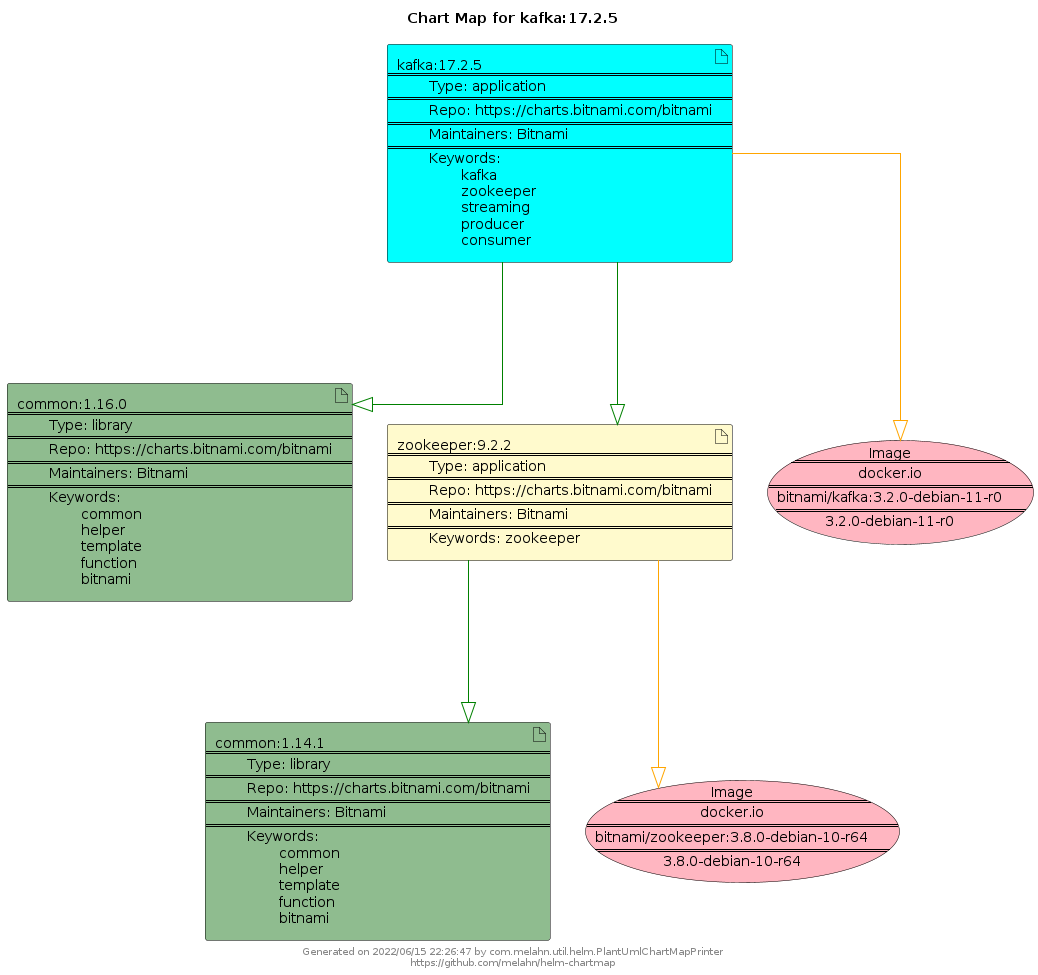 Chart Map for kafka:17.2.5
kafka:17.2.5
Type: application
Repo: https://charts.bitnami.com/bitnami
Maintainers: Bitnami
Keywords:
kafka
zookeeper
streaming
producer
consumer
common:1.16.0
Type: library
Repo: https://charts.bitnami.com/bitnami
Maintainers: Bitnami
Keywords:
common
helper
template
function
bitnami
zookeeper:9.2.2
Type: application
Repo: https://charts.bitnami.com/bitnami
Maintainers: Bitnami
Keywords: zookeeper
Image
docker.io
bitnami/kafka:3.2.0-debian-11-r0
3.2.0-debian-11-r0
common:1.14.1
Type: library
Repo: https://charts.bitnami.com/bitnami
Maintainers: Bitnami
Keywords:
common
helper
template
function
bitnami
Image
docker.io
bitnami/zookeeper:3.8.0-debian-10-r64
3.8.0-debian-10-r64
Generated on 2022/06/15 22:26:47 by com.melahn.util.helm.PlantUmlChartMapPrinter
https://github.com/melahn/helm-chartmap